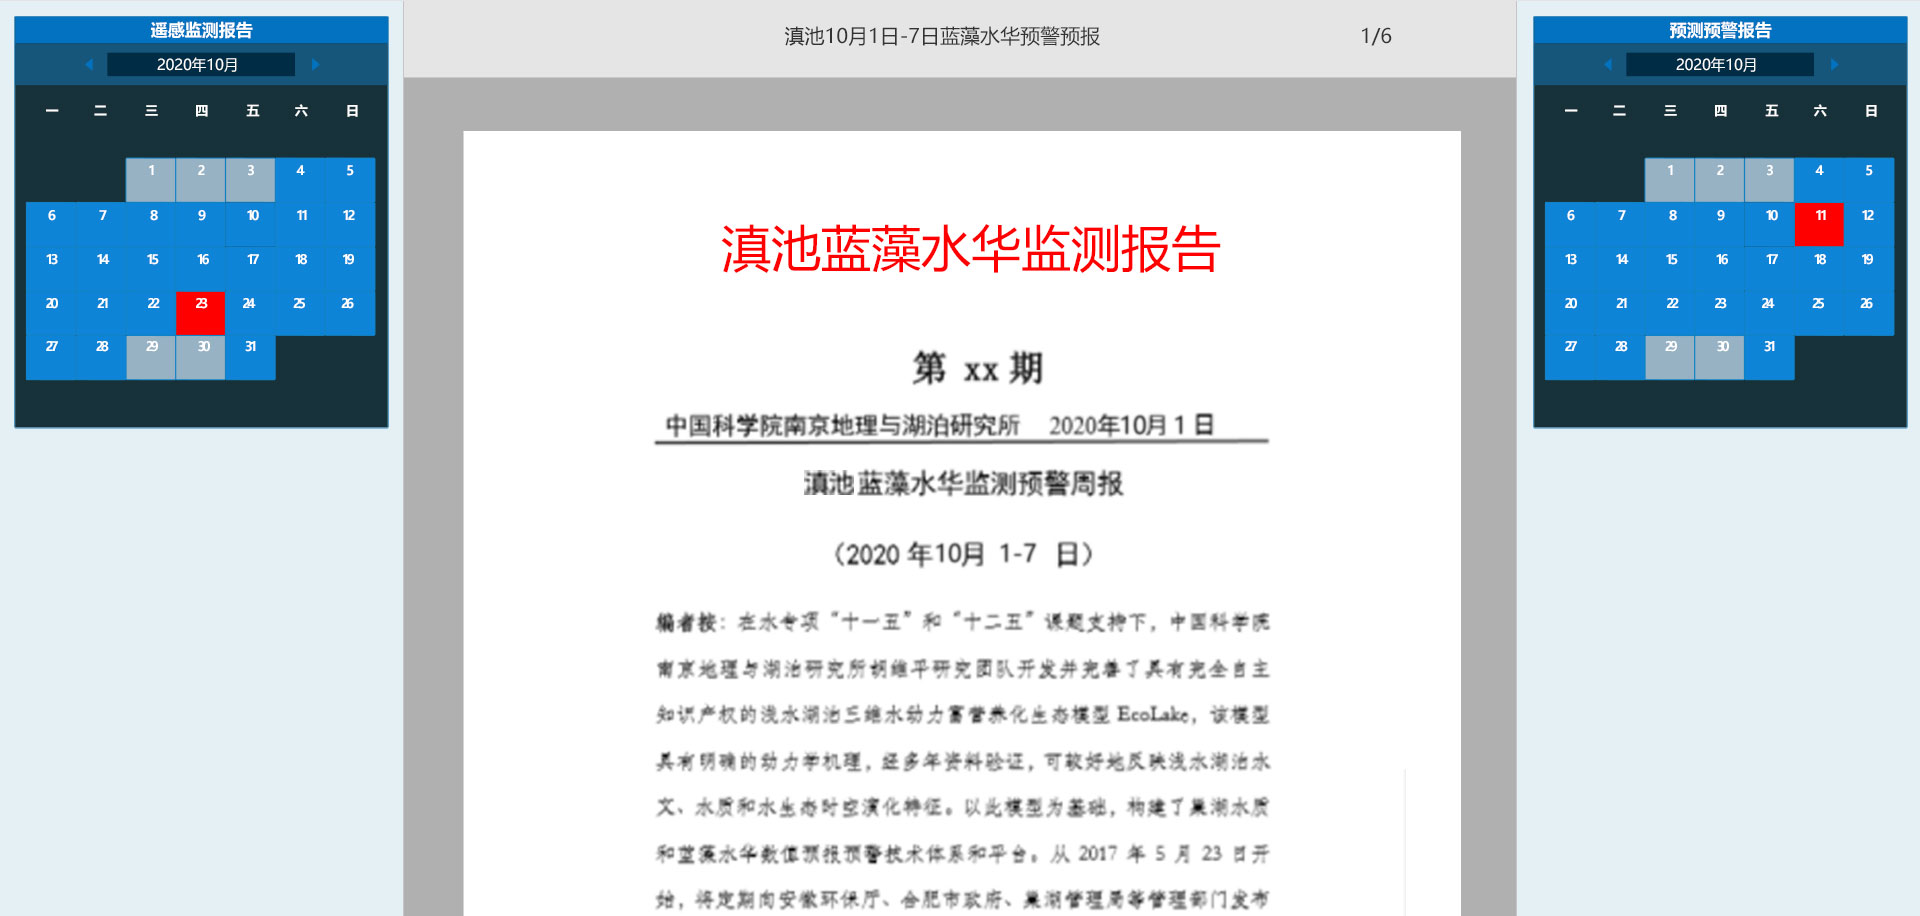 遥感监测报告
2020年10月
一 二 三 四 五 六 日
1 2 3 4 5
6 7 8 9 10 11 12
13 14 15 16 17 18 19
20 21 22 23 24 25 26
27 28 29 30 31
滇池10月1日-7日蓝藻水华预警预报 1/6
滇池蓝藻水华监测报告
第 xx 期
中国科学院南京地理与湖泊研究所 2020年10月 1 日
滇池蓝藻水华监测预警周报
（2020 年10月 1-7 日）
编者按：在水专项“十一五”和“十二五”课题支持下，中国科学院
南京地理与湖泊研究所胡维平研究团队开发并完善了具有完全自主
知识产权的浅水湖泊三维水动力富营养化生态模型 EcoLake，该模型
具有明确的动力学机理，经多年资料验证，可较好地反映浅水湖泊水
文、水质和水生态时空演化特征。以此模型为基础，构建了巢湖水质
和蓝藻水华数值预报预警技术体系和平台。从 2017 年 5 月 23 日开
始，将定期向安徽环保厅、合肥市政府、巢湖管理局等管理部门发布
预测预警报告
2020年10月
一 二 三 四 五 六 日
1 2 3 4 5
6 7 8 9 10 11 12
13 14 15 16 17 18 19
20 21 22 23 24 25 26
27 28 29 30 31